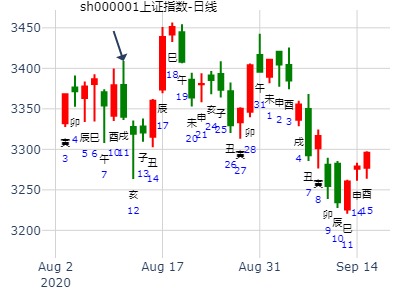 sh000001上证指数-日线
3450
3400
3350
3300
3250
3200
寅
3
卯
4
辰
5
巳
6
午
7
酉
10
戌
11
亥
12
子
13
丑
14
辰
17
巳
18
午
19
未
20
申
21
亥
24
子
25
丑
26
寅
27
卯
28
午
31
未
1
申
2
酉
3
戌
4
丑
7
寅
8
卯
9
辰
10
巳
11
申
14
酉
15
Aug 2
2020
Aug 17
Aug 31
Sep 14